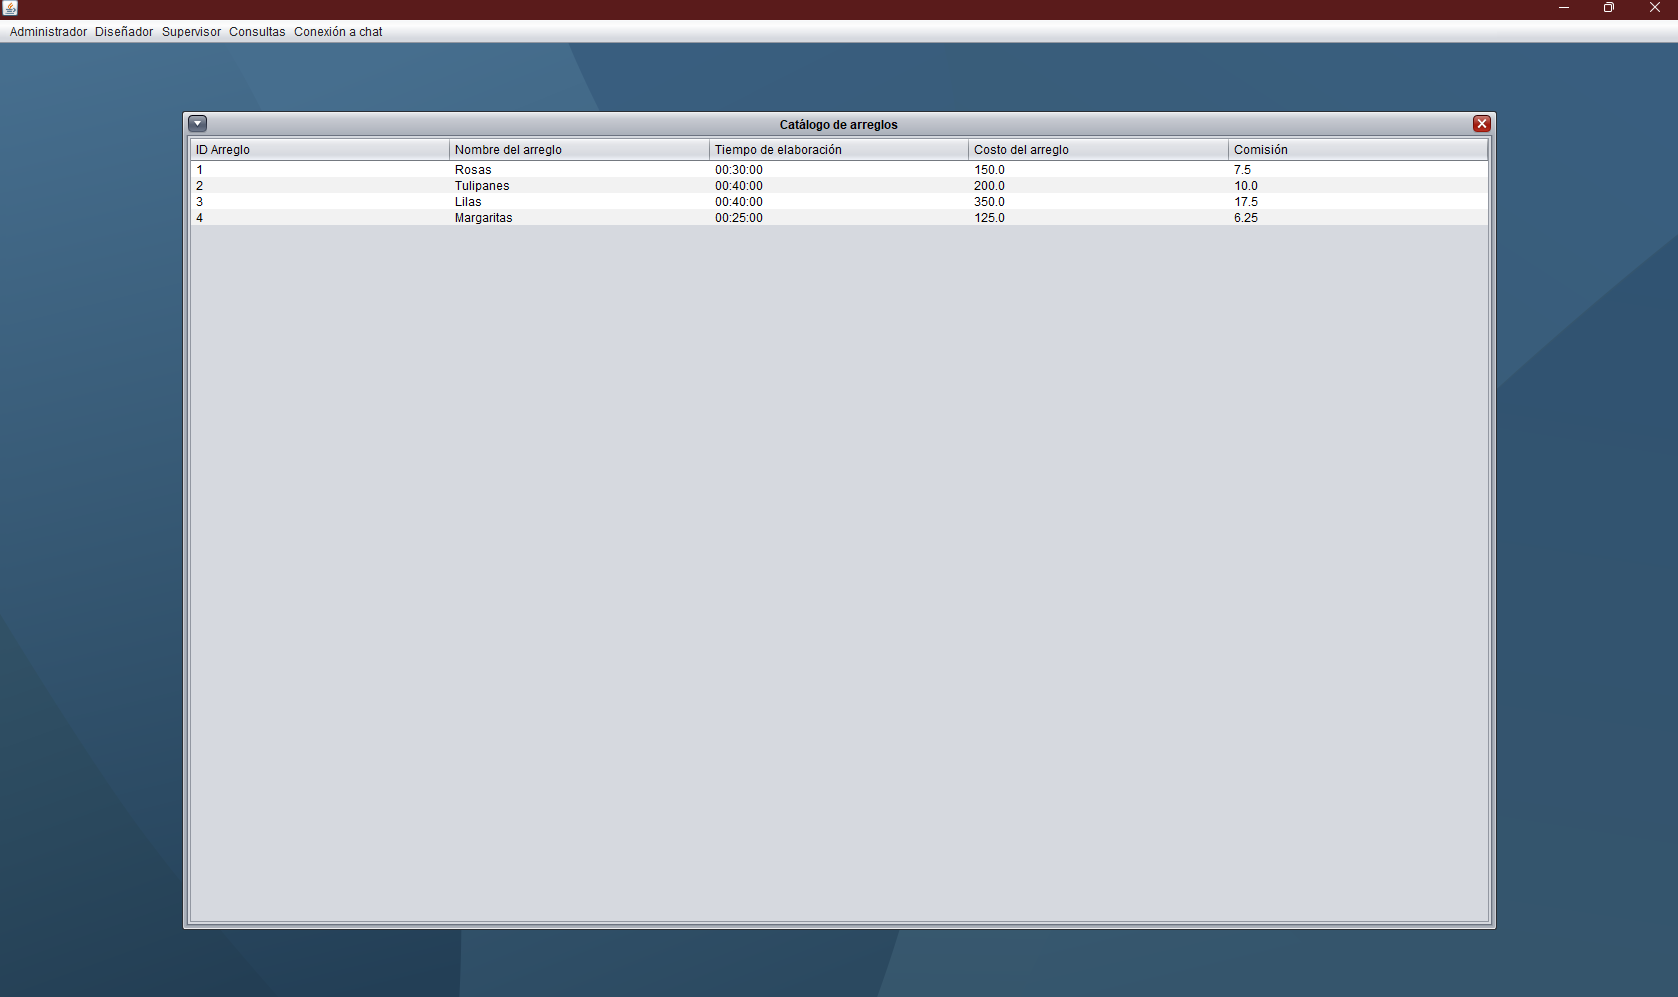 Administrador Diseñador Supervisor Consultas Conexión a chat
Catálogo de arreglos
ID Arreglo Nombre del arreglo Tiempo de elaboración Costo del arreglo Comisión
1 Rosas 00:30:00 150.0 7.5
2 Tulipanes 00:40:00 200.0 10.0
3 Lilas 00:40:00 350.0 17.5
4 Margaritas 00:25:00 125.0 6.25